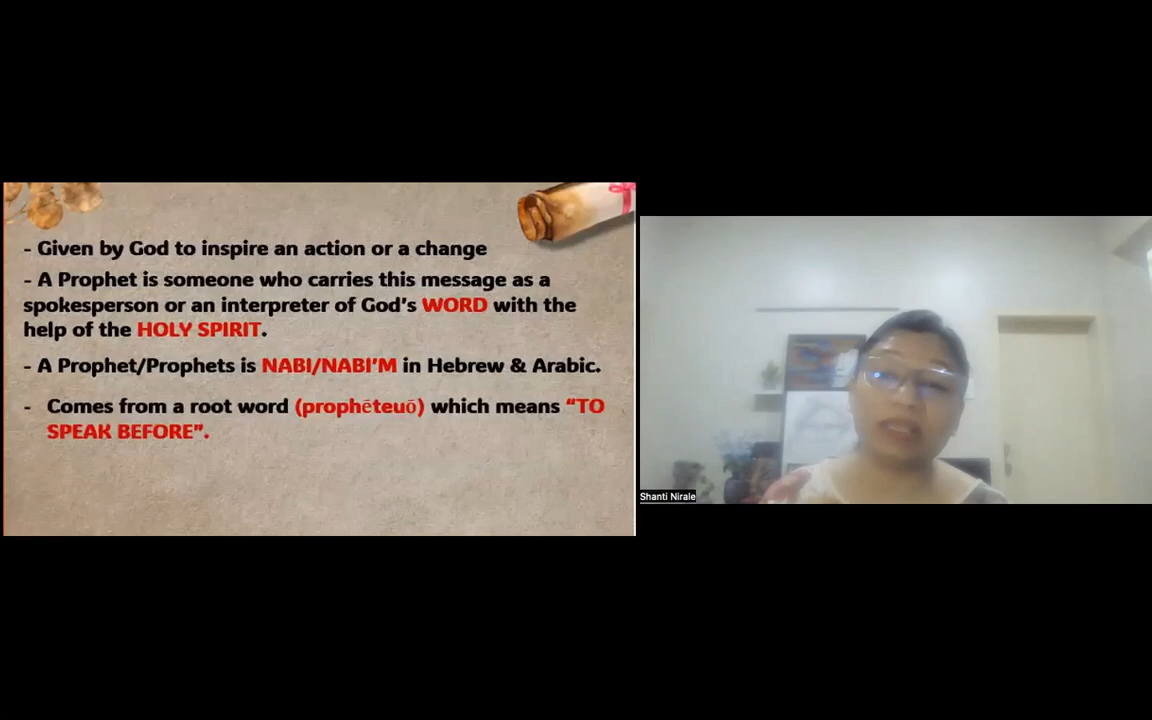 - Given by God to inspire an action or a change
- A Prophet is someone who carries this message as a
spokesperson or an interpreter of God's WORD with the
help of the HOLY SPIRIT.
- A Prophet/Prophets is NABI/NABI'M in Hebrew & Arabic.
- Comes from a root word (prophēteuō) which means “TO
SPEAK BEFORE”.
Shanti Nirale